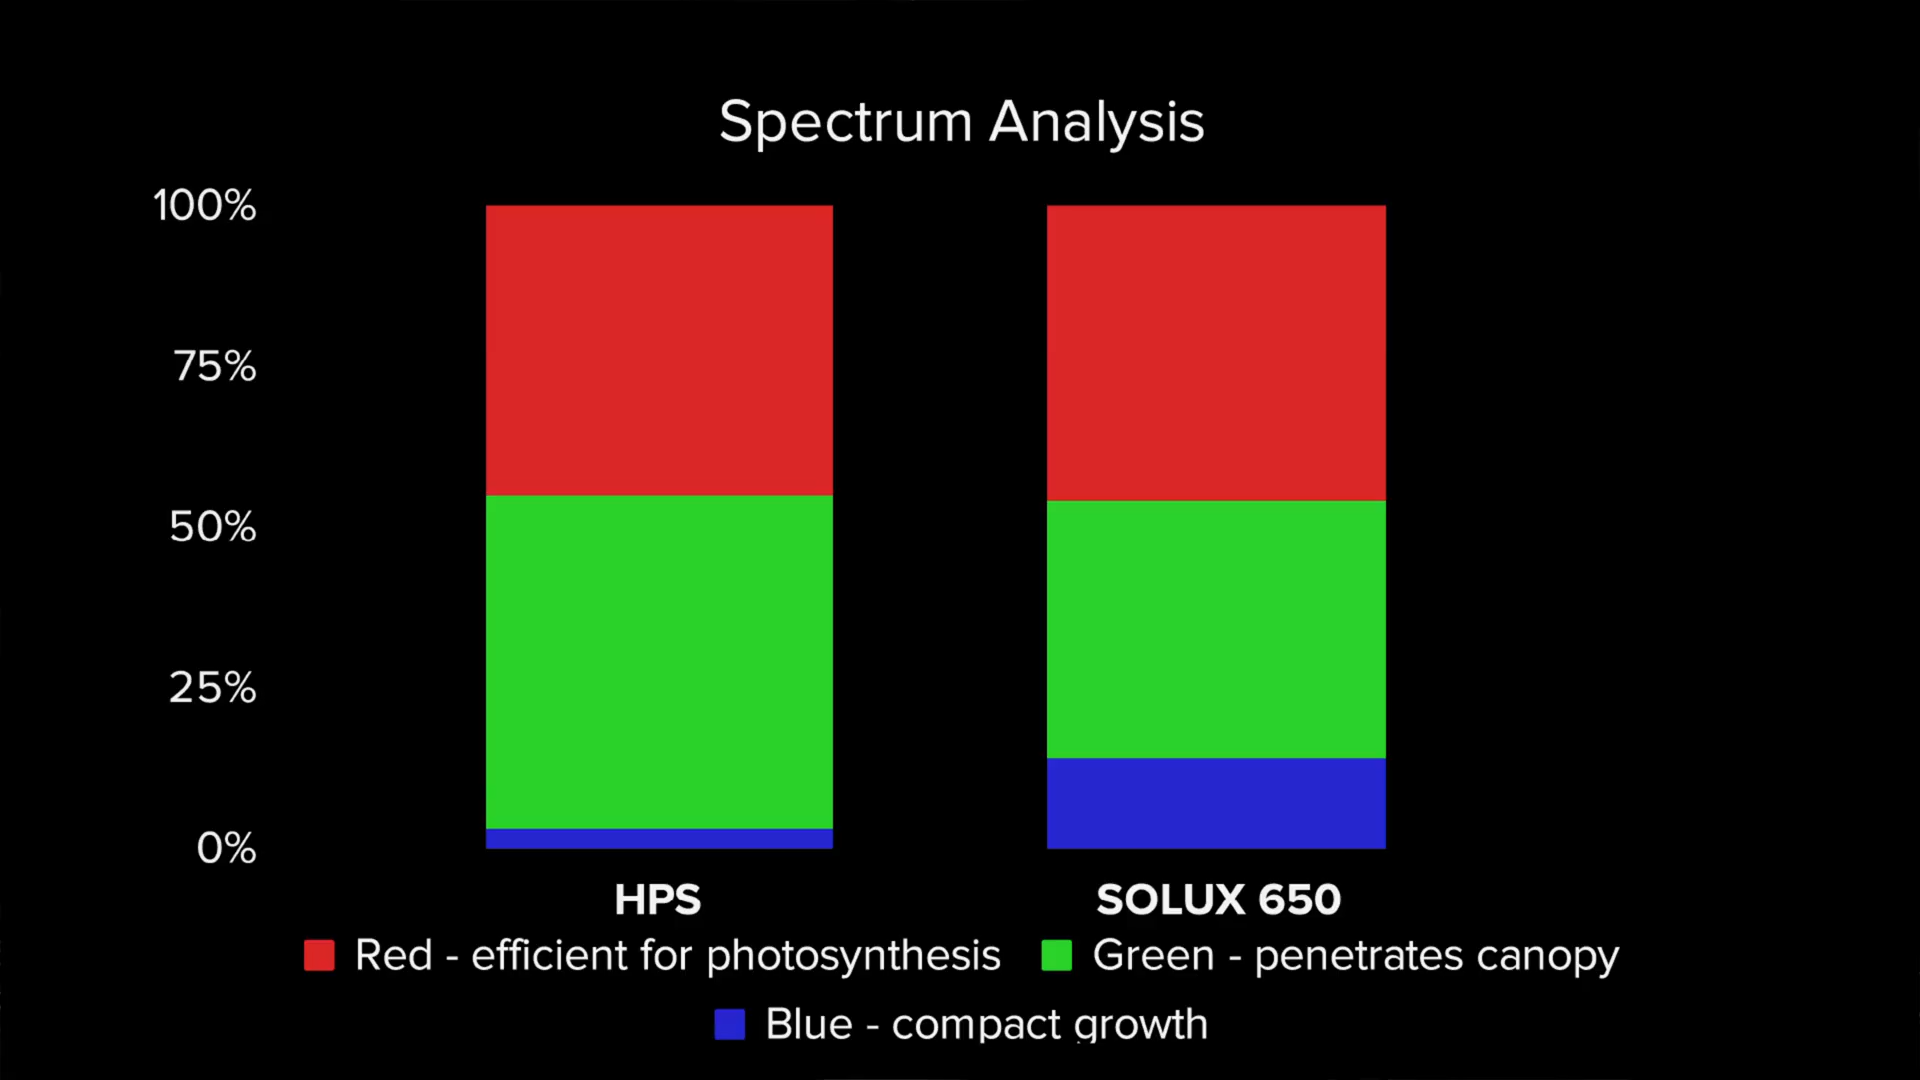 Spectrum Analysis
100%
75%
50%
25%
0%
HPS
SOLUX 650
Red - efficient for photosynthesis
Green - penetrates canopy
Blue - compact growth